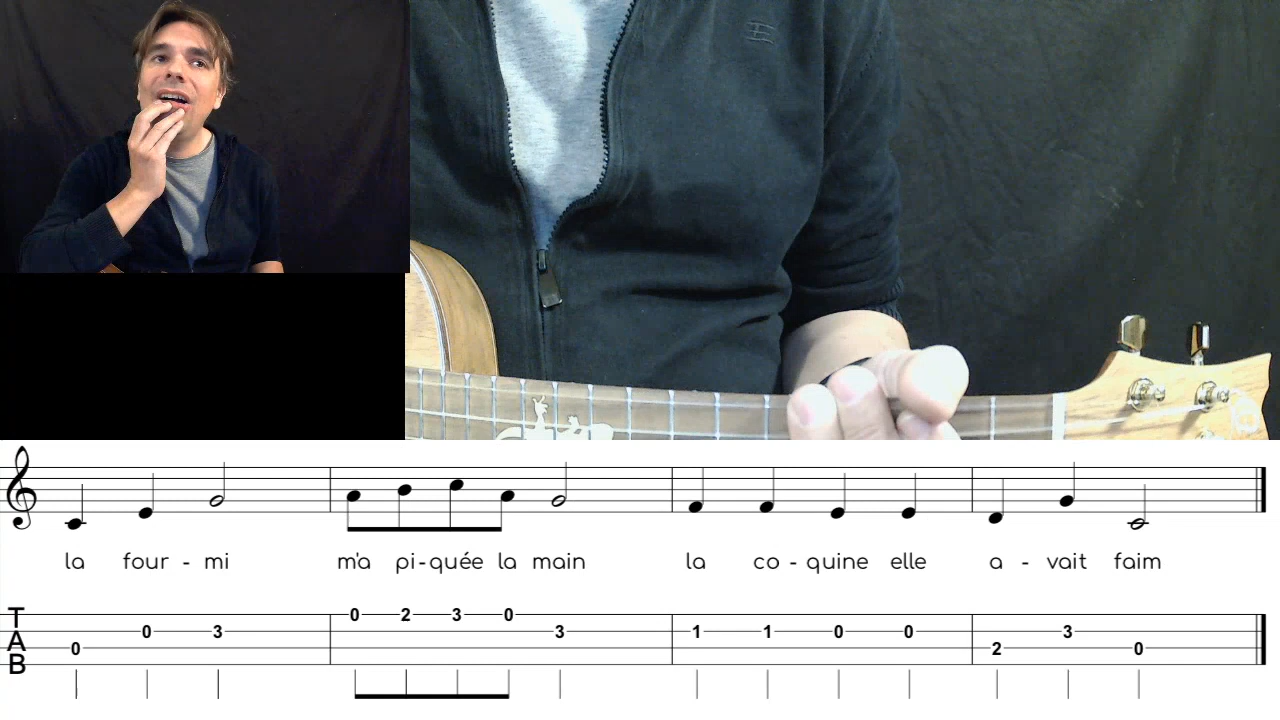 la four - mi m'a pi-quée la main la co - quine elle a - vait faim
T 0 2 3 0
A 0 3 3 1 1 0 0 3
B 0 2 0